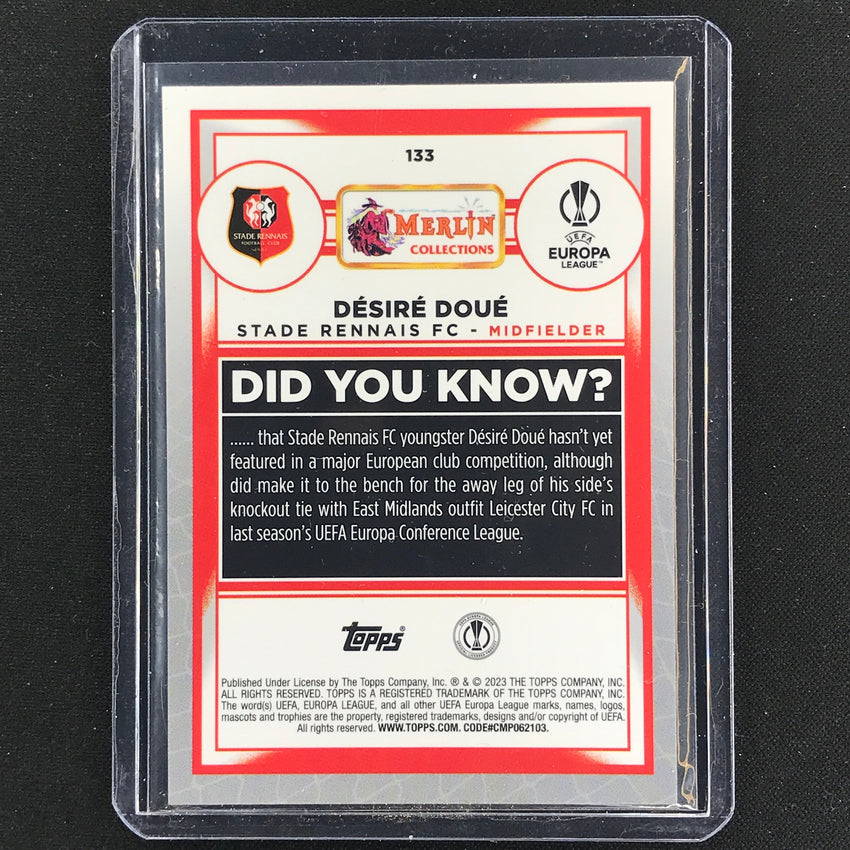 133
STADE RENNAIS
FOOTBALL CLUB
MERLIN
COLLECTIONS
UEFA
EUROPA
LEAGUE™
DÉSIRÉ DOUÉ
STADE RENNAIS FC - MIDFIELDER
DID YOU KNOW?
...... that Stade Rennais FC youngster Désiré Doué hasn't yet
featured in a major European club competition, although
did make it to the bench for the away leg of his side's
knockout tie with East Midlands outfit Leicester City FC in
last season's UEFA Europa Conference League.
topps®
Published Under License by The Topps Company, Inc. ® & © 2023 THE TOPPS COMPANY, INC.
ALL RIGHTS RESERVED. TOPPS IS A REGISTERED TRADEMARK OF THE TOPPS COMPANY, INC.
The word(s) UEFA, EUROPA LEAGUE, and all other UEFA Europa League marks, names, logos,
mascots and trophies are the property, registered trademarks, designs and/or copyright of UEFA.
All rights reserved. WWW.TOPPS.COM. CODE#CMP062103.